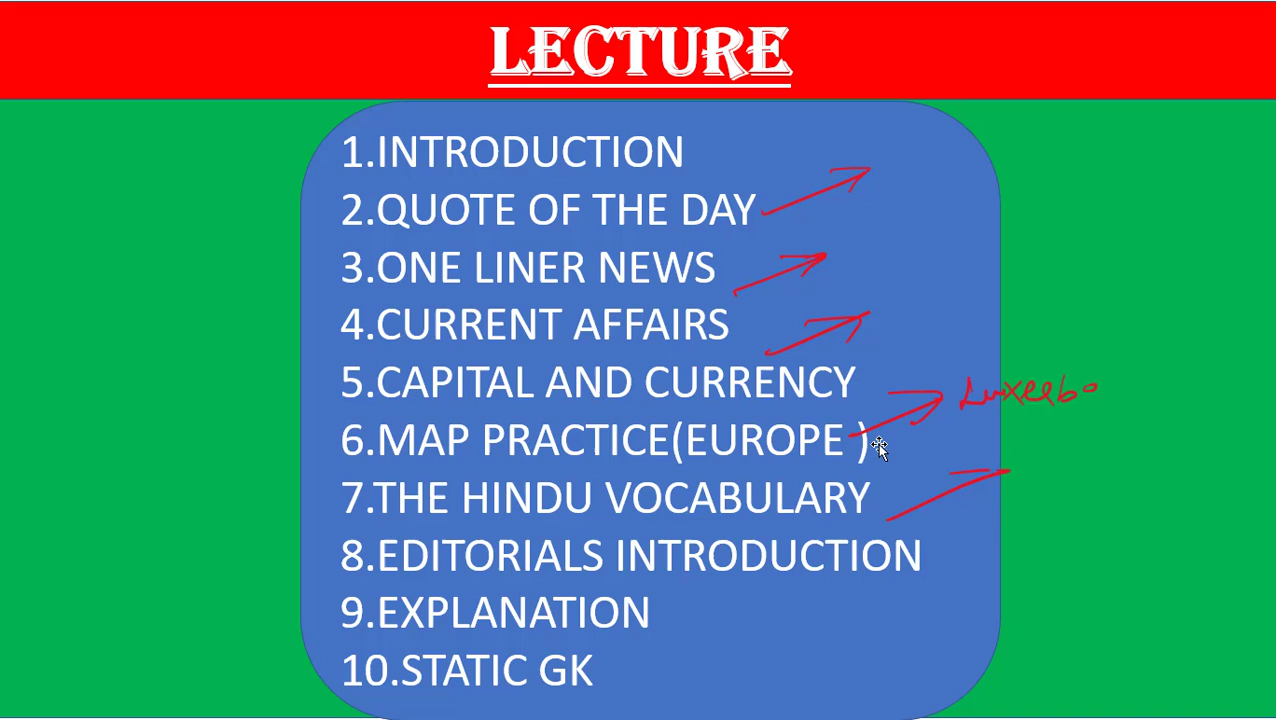 LECTURE
1.INTRODUCTION
2.QUOTE OF THE DAY
3.ONE LINER NEWS
4.CURRENT AFFAIRS
5.CAPITAL AND CURRENCY
6.MAP PRACTICE(EUROPE )
7.THE HINDU VOCABULARY
8.EDITORIALS INTRODUCTION
9.EXPLANATION
10.STATIC GK